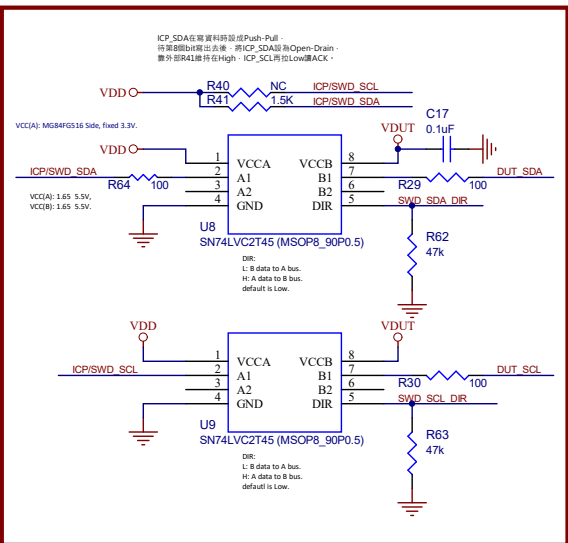 ICP_SDA在寫資料時設成Push-Pull，
待第8個bit寫出去後，將ICP_SDA設為Open-Drain，
靠外部R41維持在High，ICP_SCL再拉Low讀ACK。
VDD
R40 NC ICP/SWD_SCL
R41 1.5K ICP/SWD_SDA
C17
0.1uF
VDUT
VCC(A): MG84FG516 Side, fixed 3.3V.
VDD
1 VCCA VCCB 8
ICP/SWD_SDA
R64 100
2 A1 B1 7
R29 100
DUT_SDA
3 A2 B2 6
4 GND DIR 5
SWD_SDA_DIR
VCC(A): 1.65 5.5V,
VCC(B): 1.65 5.5V.
U8
SN74LVC2T45 (MSOP8_90P0.5)
R62
47k
DIR:
L: B data to A bus.
H: A data to B bus.
default is Low.
VDD
VDUT
1 VCCA VCCB 8
ICP/SWD_SCL
2 A1 B1 7
R30 100
DUT_SCL
3 A2 B2 6
4 GND DIR 5
SWD_SCL_DIR
U9
SN74LVC2T45 (MSOP8_90P0.5)
R63
47k
DIR:
L: B data to A bus.
H: A data to B bus.
defautl is Low.